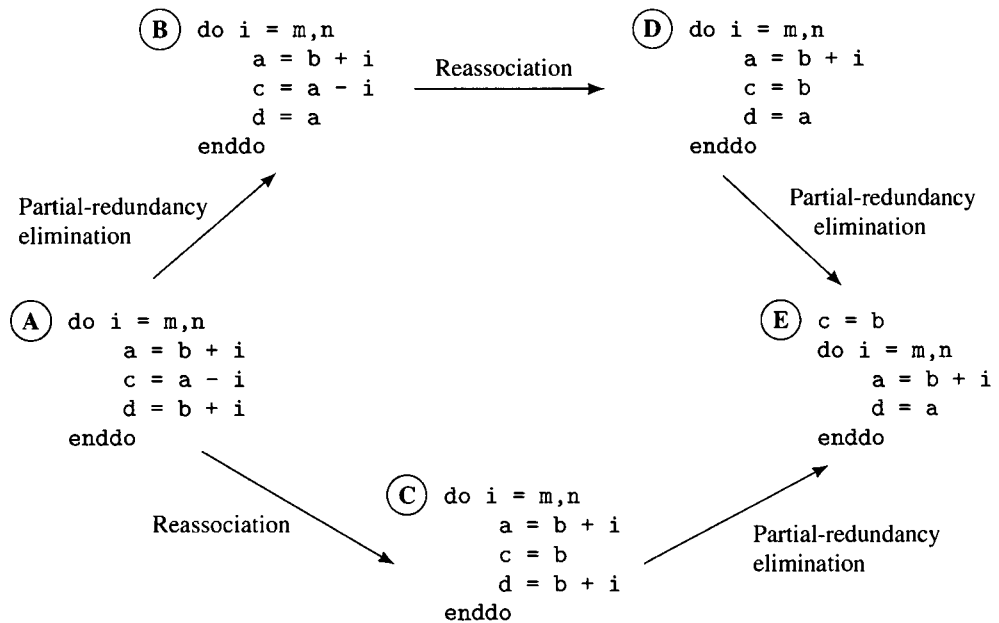 B do i = m,n
a = b + i
c = a - i
d = a
enddo
Reassociation
D do i = m,n
a = b + i
c = b
d = a
enddo
Partial-redundancy
elimination
Partial-redundancy
elimination
A do i = m,n
a = b + i
c = a - i
d = b + i
enddo
E c = b
do i = m,n
a = b + i
d = a
enddo
Reassociation
C do i = m,n
a = b + i
c = b
d = b + i
enddo
Partial-redundancy
elimination